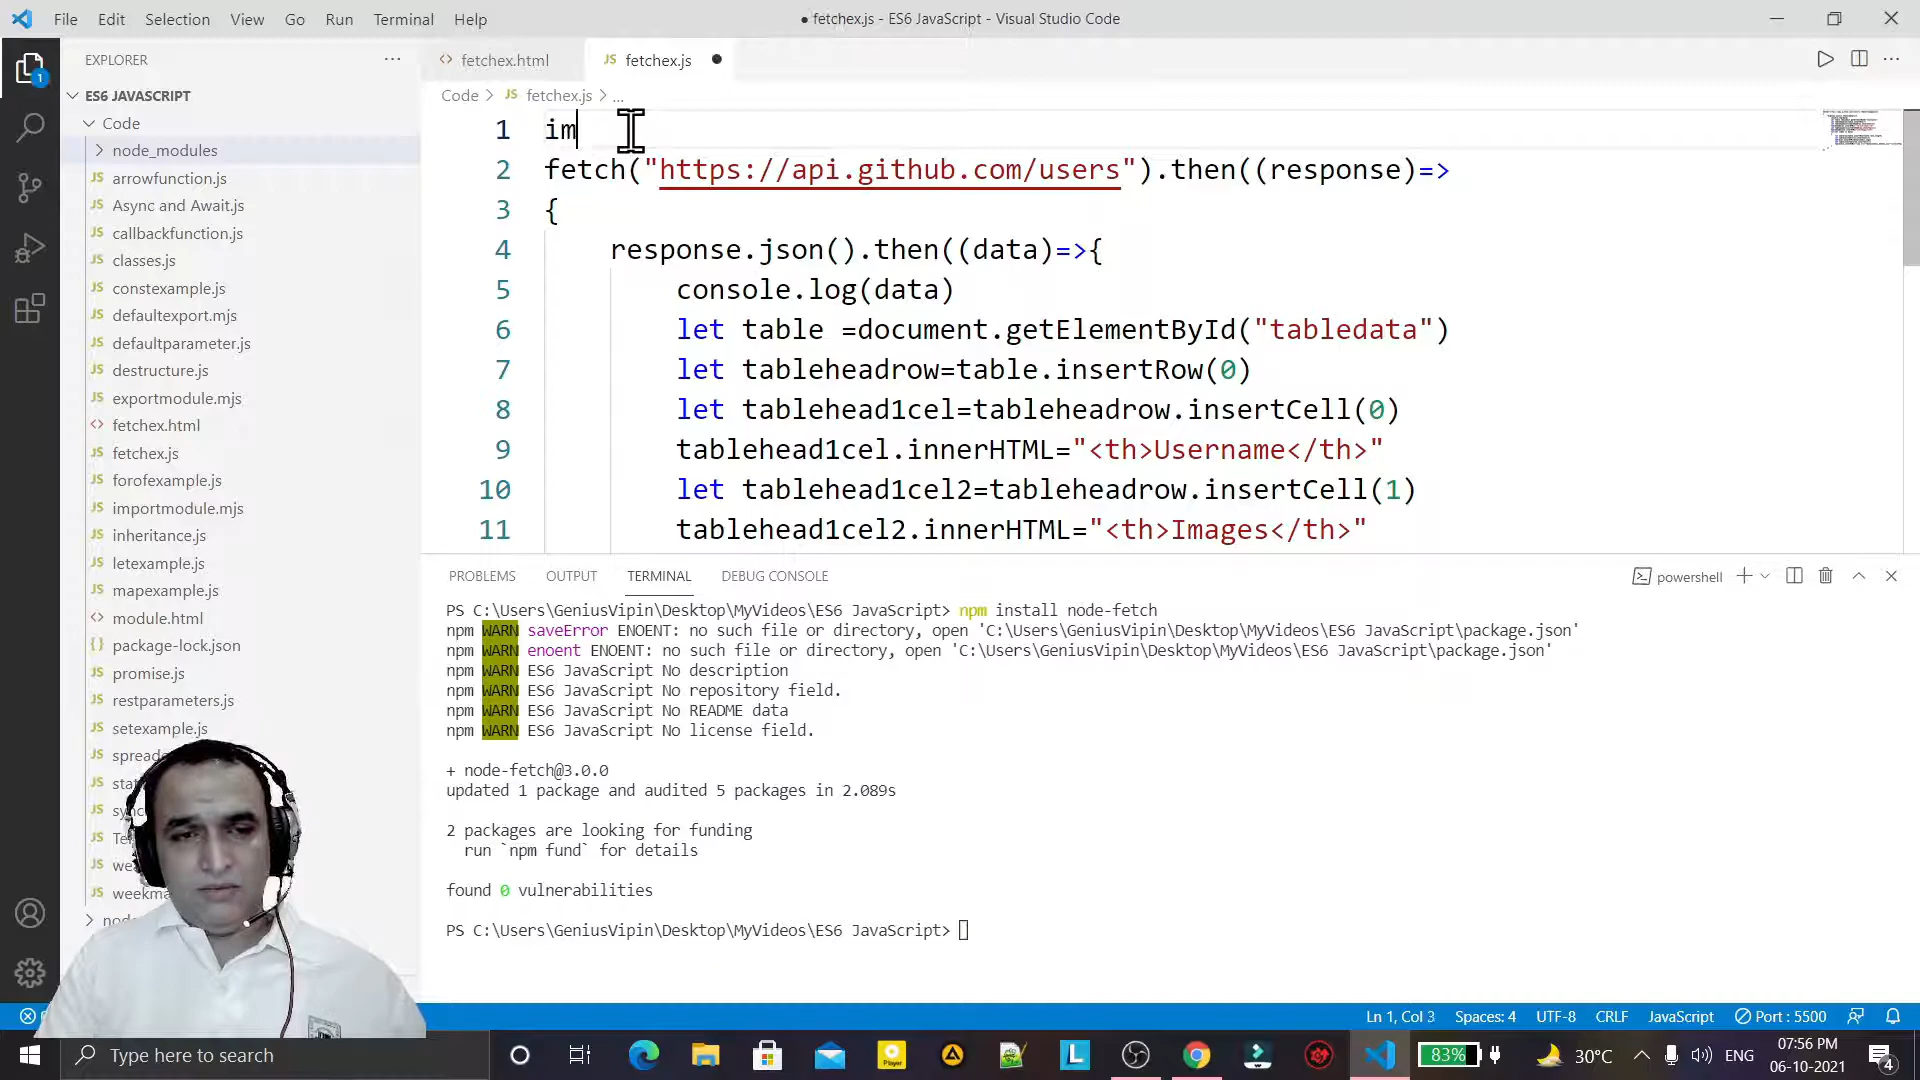 File Edit Selection View Go Run Terminal Help
● fetchex.js - ES6 JavaScript - Visual Studio Code
EXPLORER
ES6 JAVASCRIPT
Code
node_modules
arrowfunction.js
Async and Await.js
callbackfunction.js
classes.js
constexample.js
defaultexport.mjs
defaultparameter.js
destructure.js
exportmodule.mjs
fetchex.html
fetchex.js
forofexample.js
importmodule.mjs
inheritance.js
letexample.js
mapexample.js
module.html
package-lock.json
promise.js
restparameters.js
setexample.js
fetchex.html
JS fetchex.js
Code > JS fetchex.js > ...
1 im
2 fetch("https://api.github.com/users").then((response)=>
3 {
4 response.json().then((data)=>{
5 console.log(data)
6 let table =document.getElementById("tabledata")
7 let tableheadrow=table.insertRow(0)
8 let tablehead1cel=tableheadrow.insertCell(0)
9 tablehead1cel.innerHTML="<th>Username</th>"
10 let tablehead1cel2=tableheadrow.insertCell(1)
11 tablehead1cel2.innerHTML="<th>Images</th>"
PROBLEMS OUTPUT TERMINAL DEBUG CONSOLE
powershell
PS C:\Users\GeniusVipin\Desktop\MyVideos\ES6 JavaScript> npm install node-fetch
npm WARN saveError ENOENT: no such file or directory, open 'C:\Users\GeniusVipin\Desktop\MyVideos\ES6 JavaScript\package.json'
npm WARN enoent ENOENT: no such file or directory, open 'C:\Users\GeniusVipin\Desktop\MyVideos\ES6 JavaScript\package.json'
npm WARN ES6 JavaScript No description
npm WARN ES6 JavaScript No repository field.
npm WARN ES6 JavaScript No README data
npm WARN ES6 JavaScript No license field.
+ node-fetch@3.0.0
updated 1 package and audited 5 packages in 2.089s
2 packages are looking for funding
run `npm fund` for details
found 0 vulnerabilities
PS C:\Users\GeniusVipin\Desktop\MyVideos\ES6 JavaScript>
Ln 1, Col 3 Spaces: 4 UTF-8 CRLF JavaScript Port : 5500
Type here to search
83% 30°C ENG
07:56 PM
06-10-2021
4